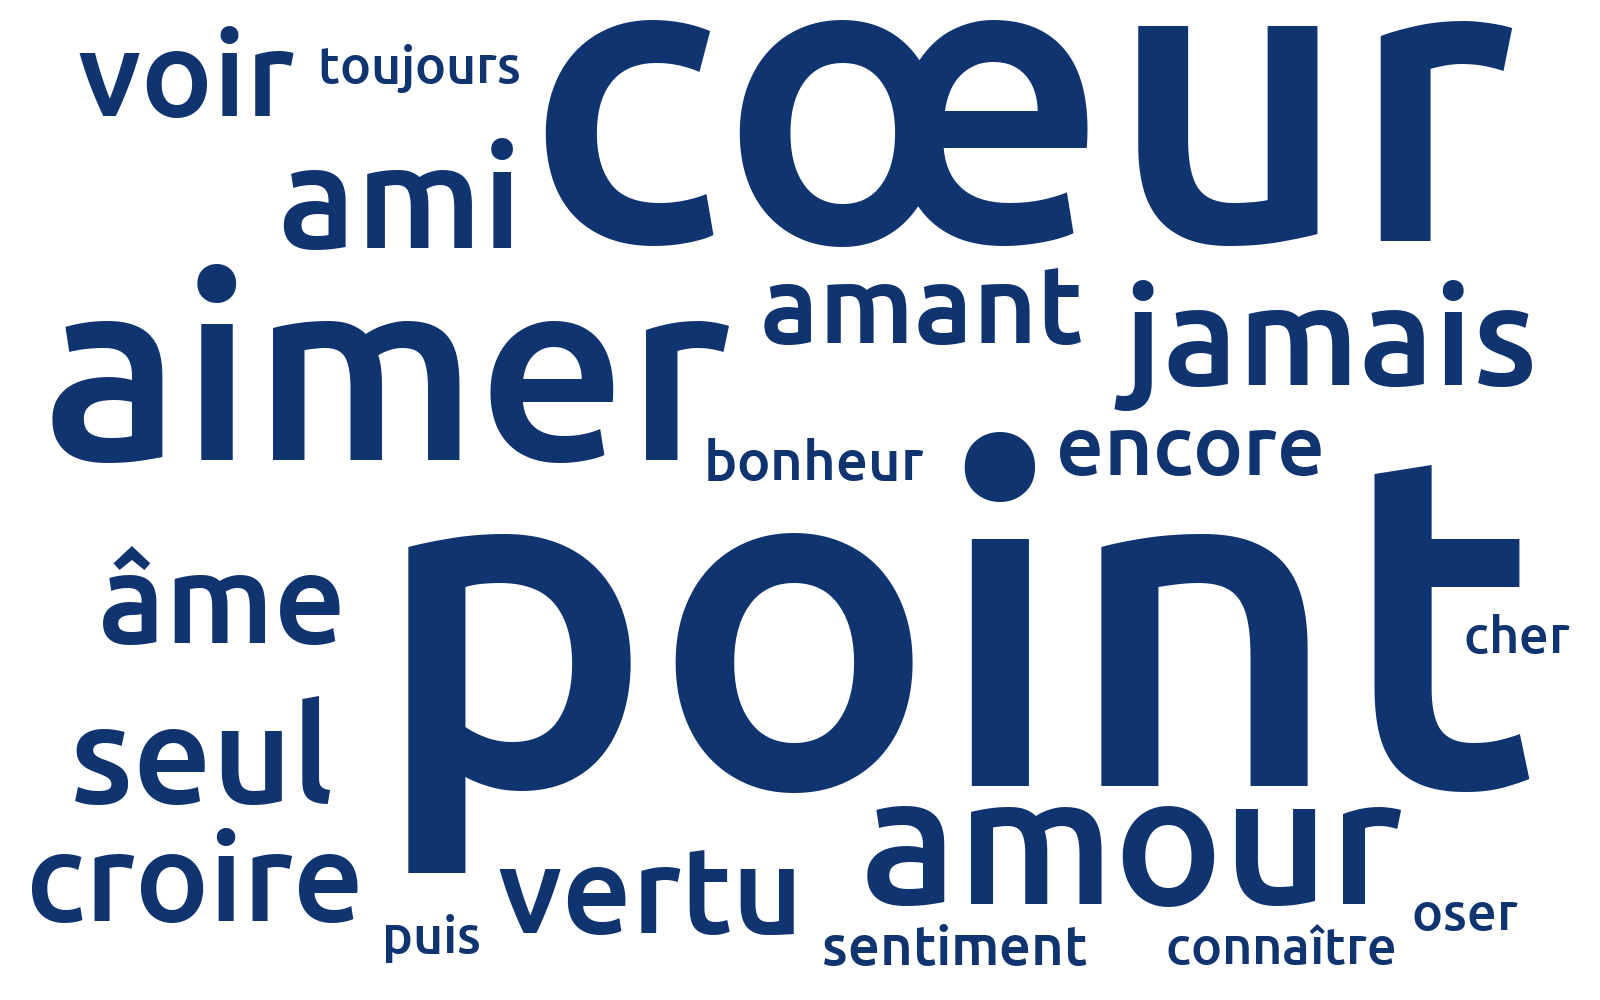 voir toujours cœur
ami
aimer amant jamais
bonheur encore
point
âme
cher
seul
amour
croire vertu
puis sentiment connaître oser